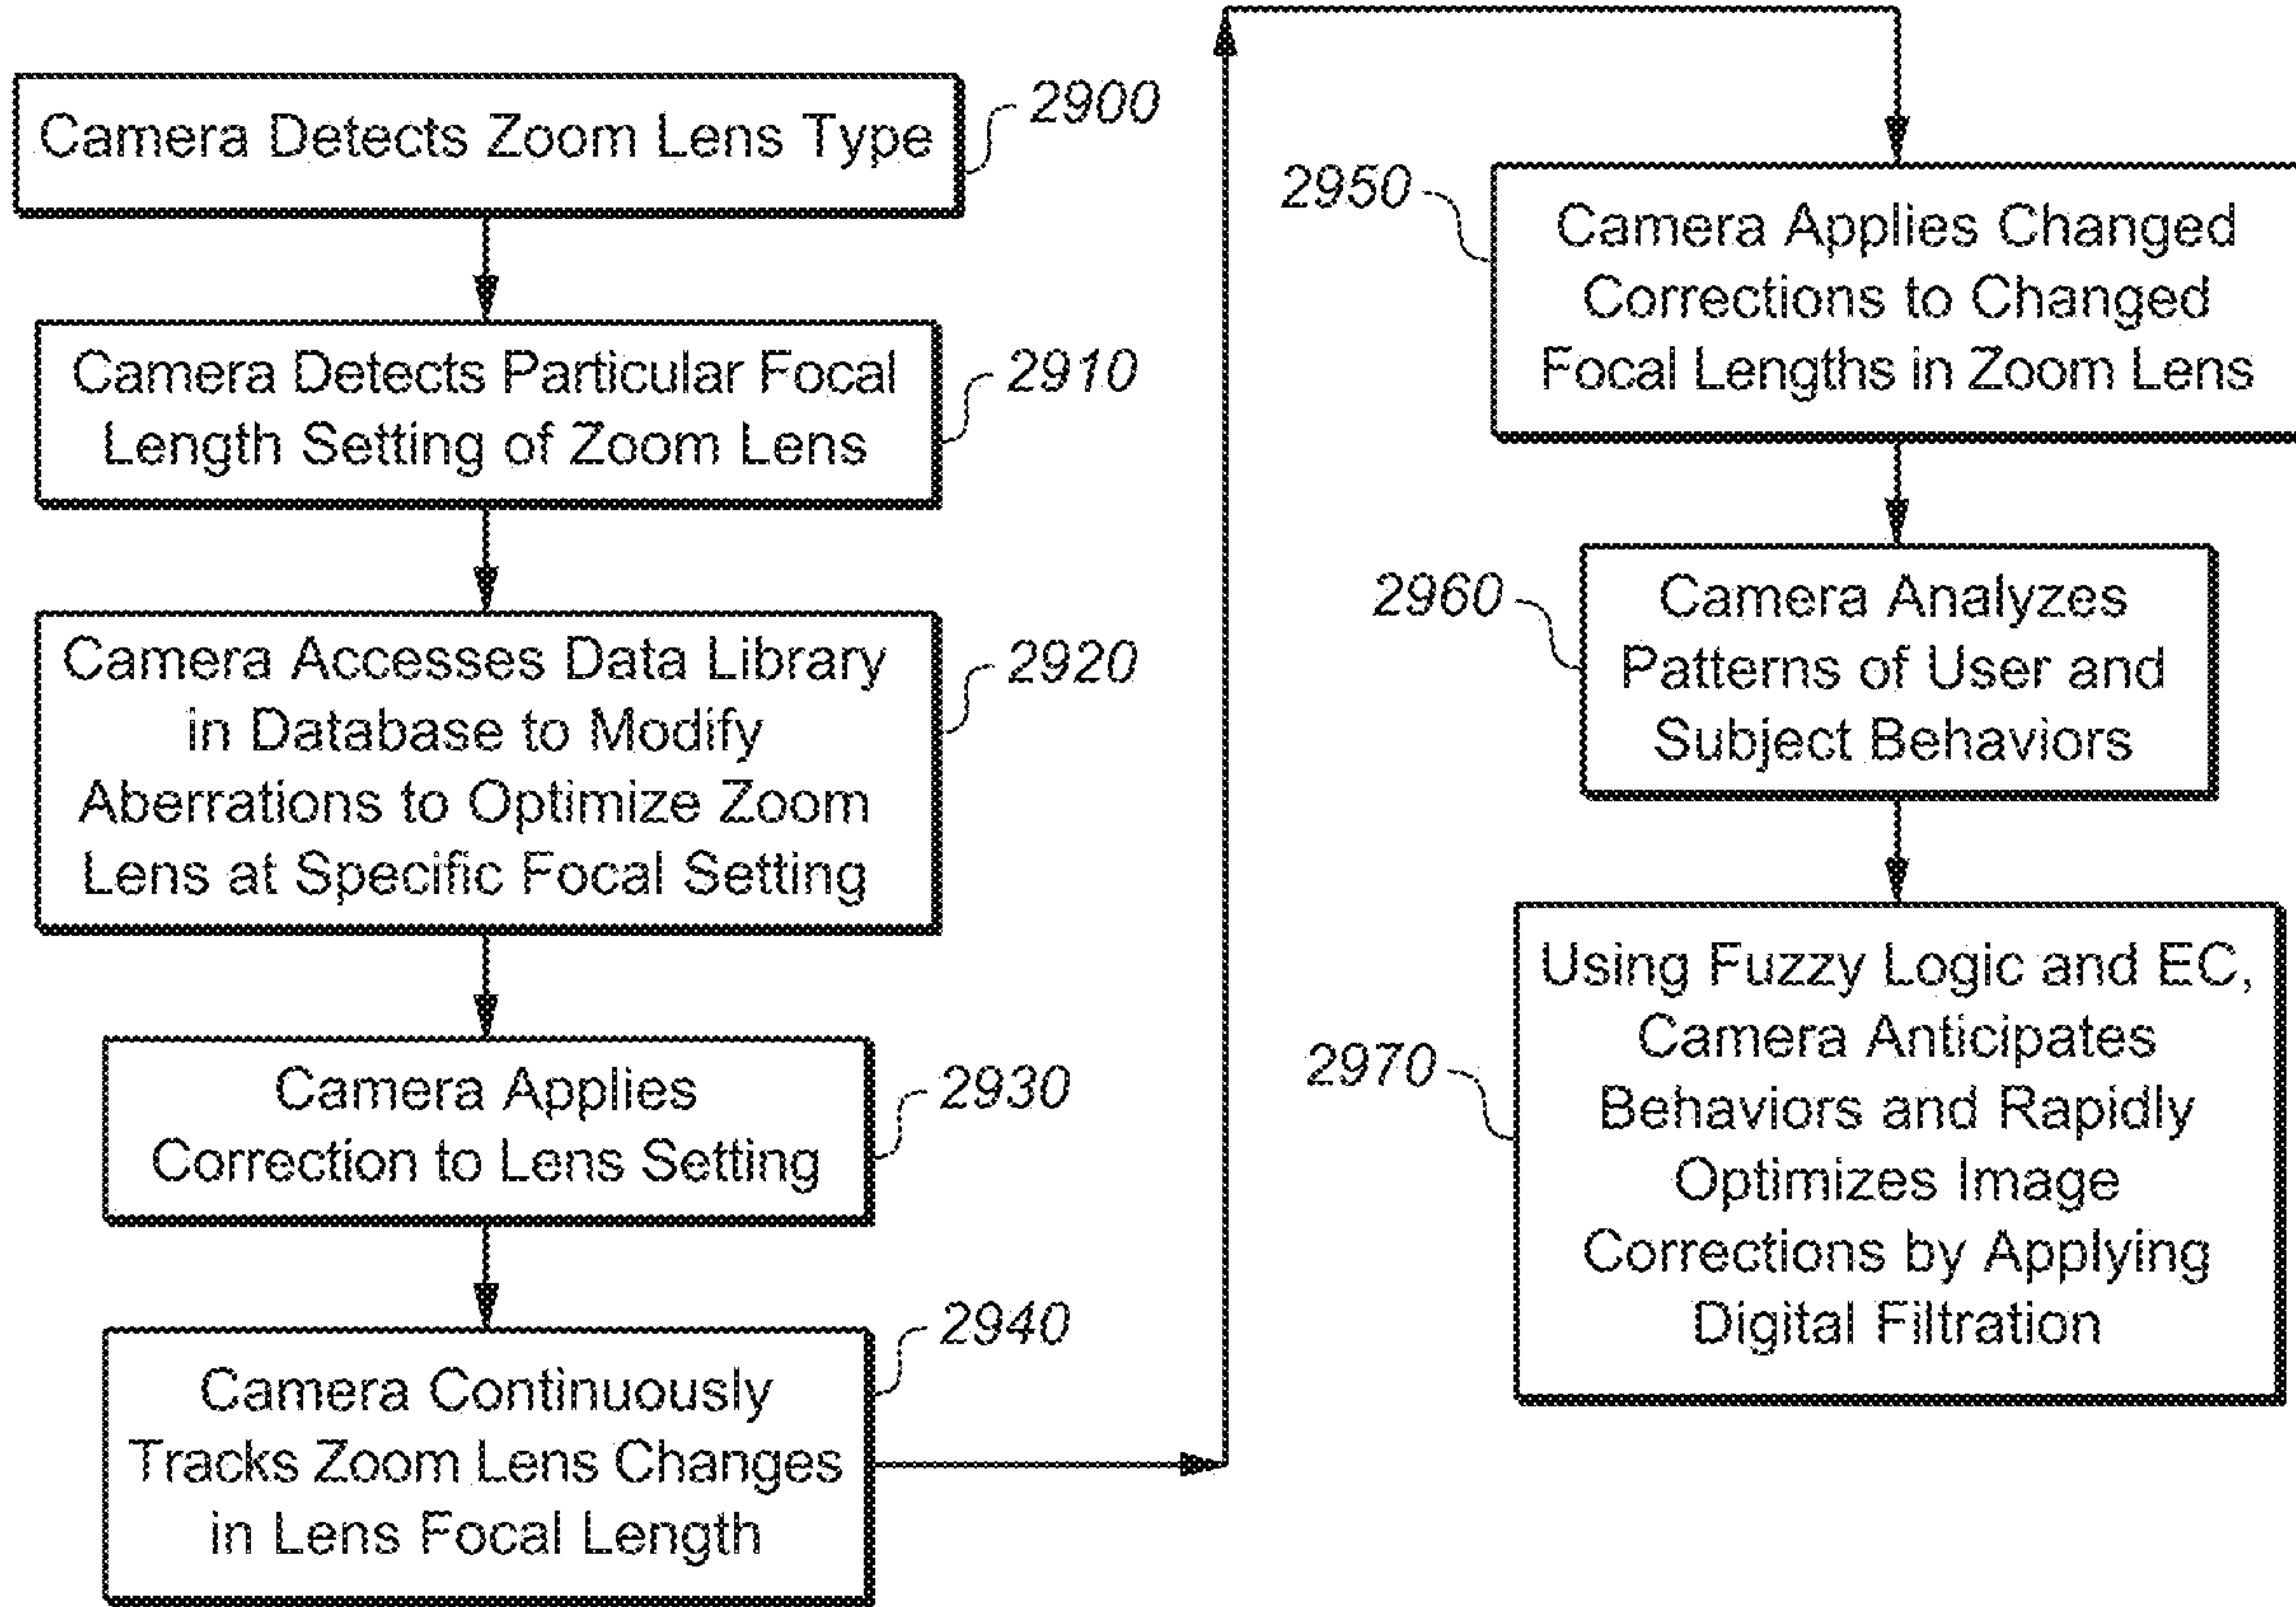 Camera Detects Zoom Lens Type
2900
Camera Detects Particular Focal
Length Setting of Zoom Lens
2910
Camera Accesses Data Library
in Database to Modify
Aberrations to Optimize Zoom
Lens at Specific Focal Setting
2920
Camera Applies
Correction to Lens Setting
2930
Camera Continuously
Tracks Zoom Lens Changes
in Lens Focal Length
2940
2950
Camera Applies Changed
Corrections to Changed
Focal Lengths in Zoom Lens
2960
Camera Analyzes
Patterns of User and
Subject Behaviors
2970
Using Fuzzy Logic and EC,
Camera Anticipates
Behaviors and Rapidly
Optimizes Image
Corrections by Applying
Digital Filtration